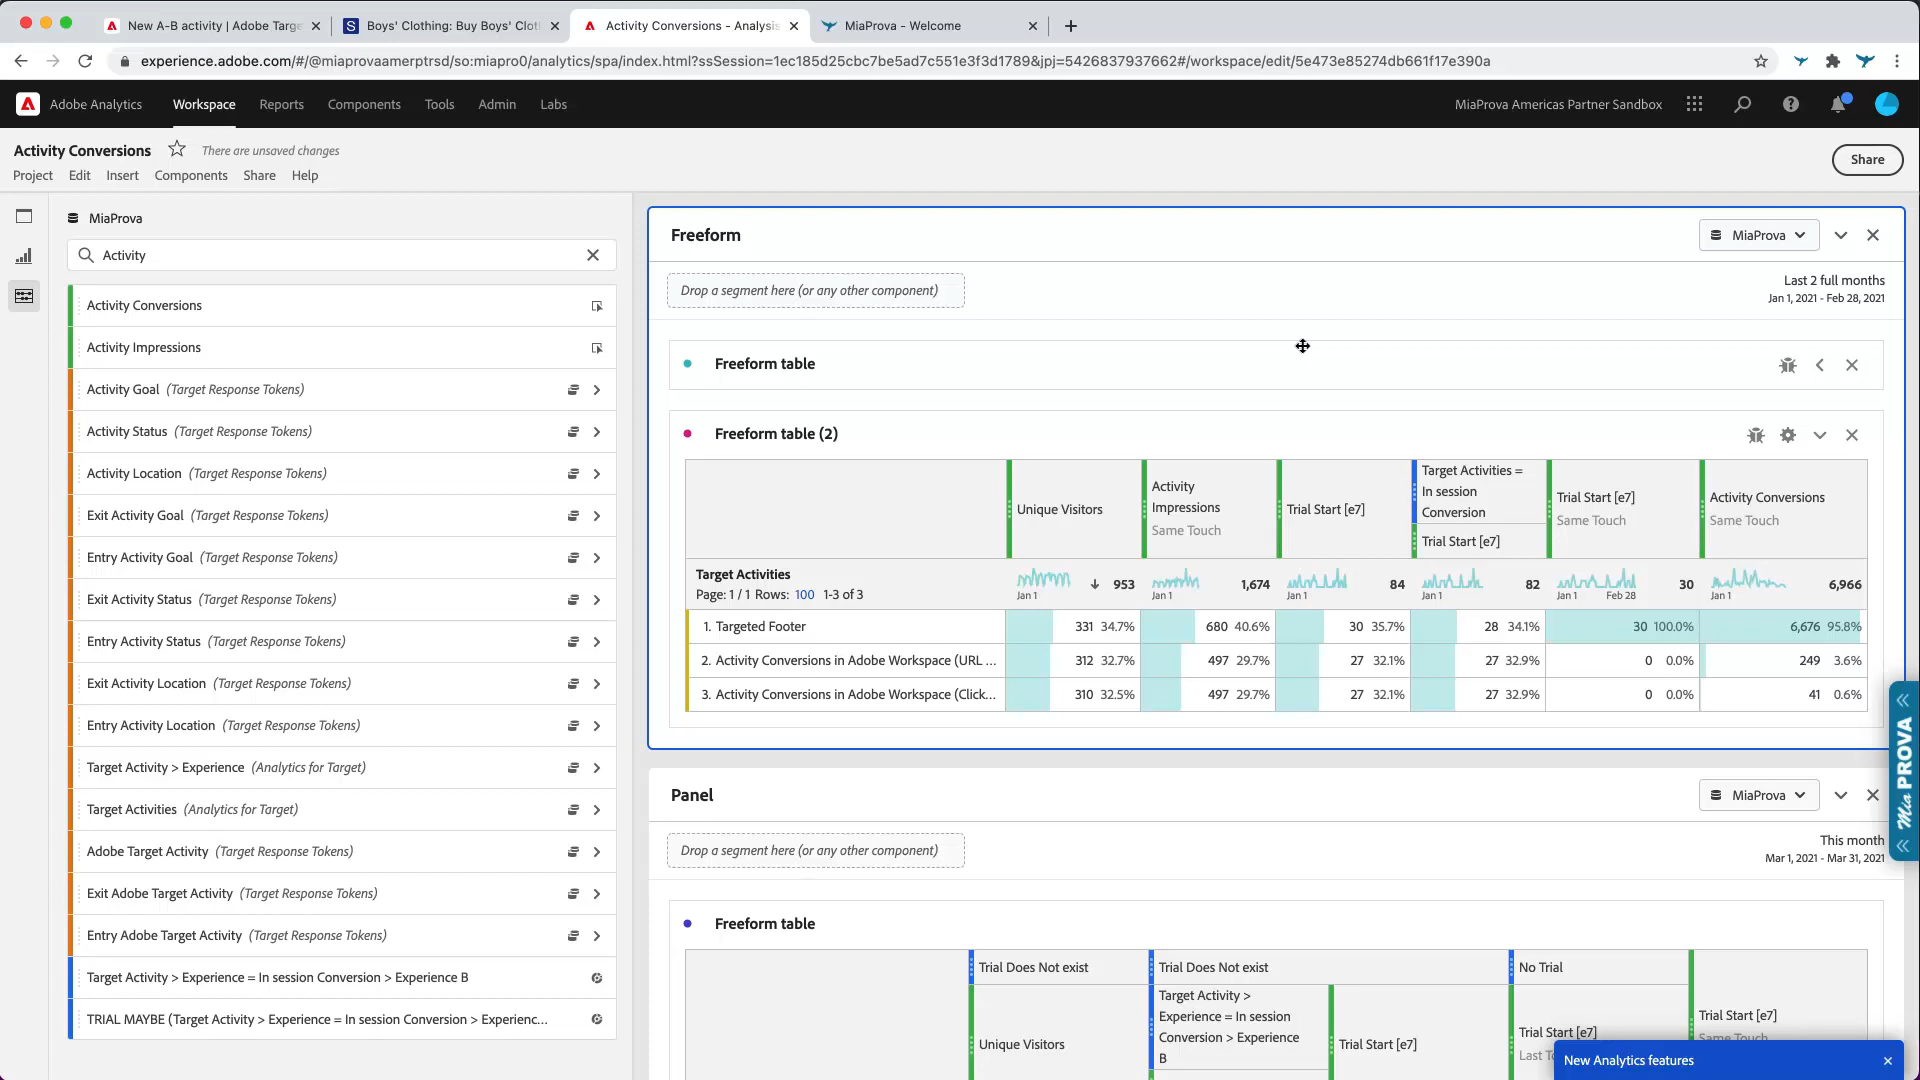 New A-B activity | Adobe Targe
Boys' Clothing: Buy Boys' Clot
Activity Conversions - Analysis
MiaProva - Welcome
experience.adobe.com/#/@miaprovaamerptrsd/so:miapro0/analytics/spa/index.html?ssSession=1ec185d25cbc7be5ad7c551e3f3d1789&jpj=5426837937662#/workspace/edit/5e473e85274db661f17e390a
Adobe Analytics
Workspace
Reports
Components
Tools
Admin
Labs
MiaProva Americas Partner Sandbox
Activity Conversions
There are unsaved changes
Share
Project
Edit
Insert
Components
Share
Help
MiaProva
Activity
Activity Conversions
Activity Impressions
Activity Goal (Target Response Tokens)
Activity Status (Target Response Tokens)
Activity Location (Target Response Tokens)
Exit Activity Goal (Target Response Tokens)
Entry Activity Goal (Target Response Tokens)
Exit Activity Status (Target Response Tokens)
Entry Activity Status (Target Response Tokens)
Exit Activity Location (Target Response Tokens)
Entry Activity Location (Target Response Tokens)
Target Activity > Experience (Analytics for Target)
Target Activities (Analytics for Target)
Adobe Target Activity (Target Response Tokens)
Exit Adobe Target Activity (Target Response Tokens)
Entry Adobe Target Activity (Target Response Tokens)
Target Activity > Experience = In session Conversion > Experience B
TRIAL MAYBE (Target Activity > Experience = In session Conversion > Experienc...
Freeform
MiaProva
Drop a segment here (or any other component)
Last 2 full months
Jan 1, 2021 - Feb 28, 2021
Freeform table
Freeform table (2)
Unique Visitors
Activity
Impressions
Same Touch
Trial Start [e7]
Target Activities =
In session
Conversion
Trial Start [e7]
Trial Start [e7]
Same Touch
Activity Conversions
Same Touch
Target Activities
Page: 1 / 1 Rows: 100 1-3 of 3
Jan 1 953
Jan 1 1,674
Jan 1 84
Jan 1 82
Jan 1 Feb 28 30
Jan 1 6,966
1. Targeted Footer 331 34.7% 680 40.6% 30 35.7% 28 34.1% 30 100.0% 6,676 95.8%
2. Activity Conversions in Adobe Workspace (URL ... 312 32.7% 497 29.7% 27 32.1% 27 32.9% 0 0.0% 249 3.6%
3. Activity Conversions in Adobe Workspace (Click... 310 32.5% 497 29.7% 27 32.1% 27 32.9% 0 0.0% 41 0.6%
Mia PROVA
Panel
MiaProva
Drop a segment here (or any other component)
This month
Mar 1, 2021 - Mar 31, 2021
Freeform table
Trial Does Not exist
Trial Does Not exist
No Trial
Unique Visitors
Target Activity >
Experience = In session
Conversion > Experience
B
Trial Start [e7]
Trial Start [e7]
Trial Start [e7]
Same Touch
New Analytics features